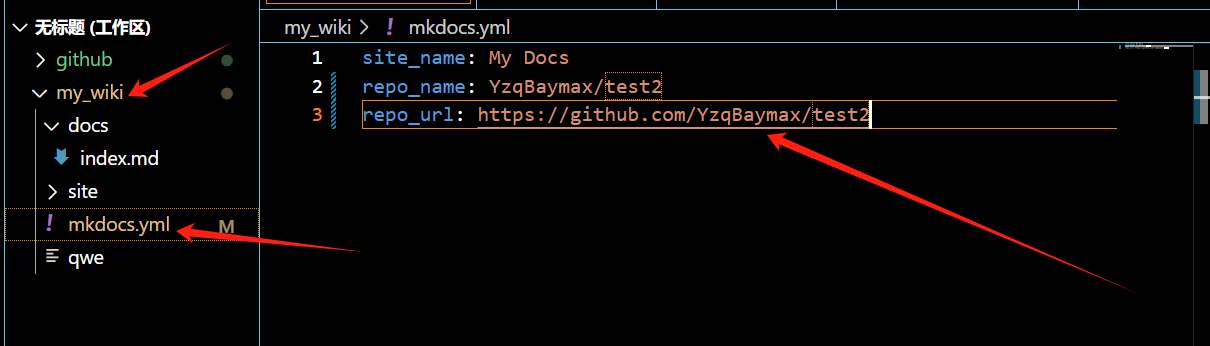 无标题 (工作区)
github
my_wiki
docs
index.md
site
! mkdocs.yml M
qwe
my_wiki > ! mkdocs.yml
1 site_name: My Docs
2 repo_name: YzqBaymax/test2
3 repo_url: https://github.com/YzqBaymax/test2